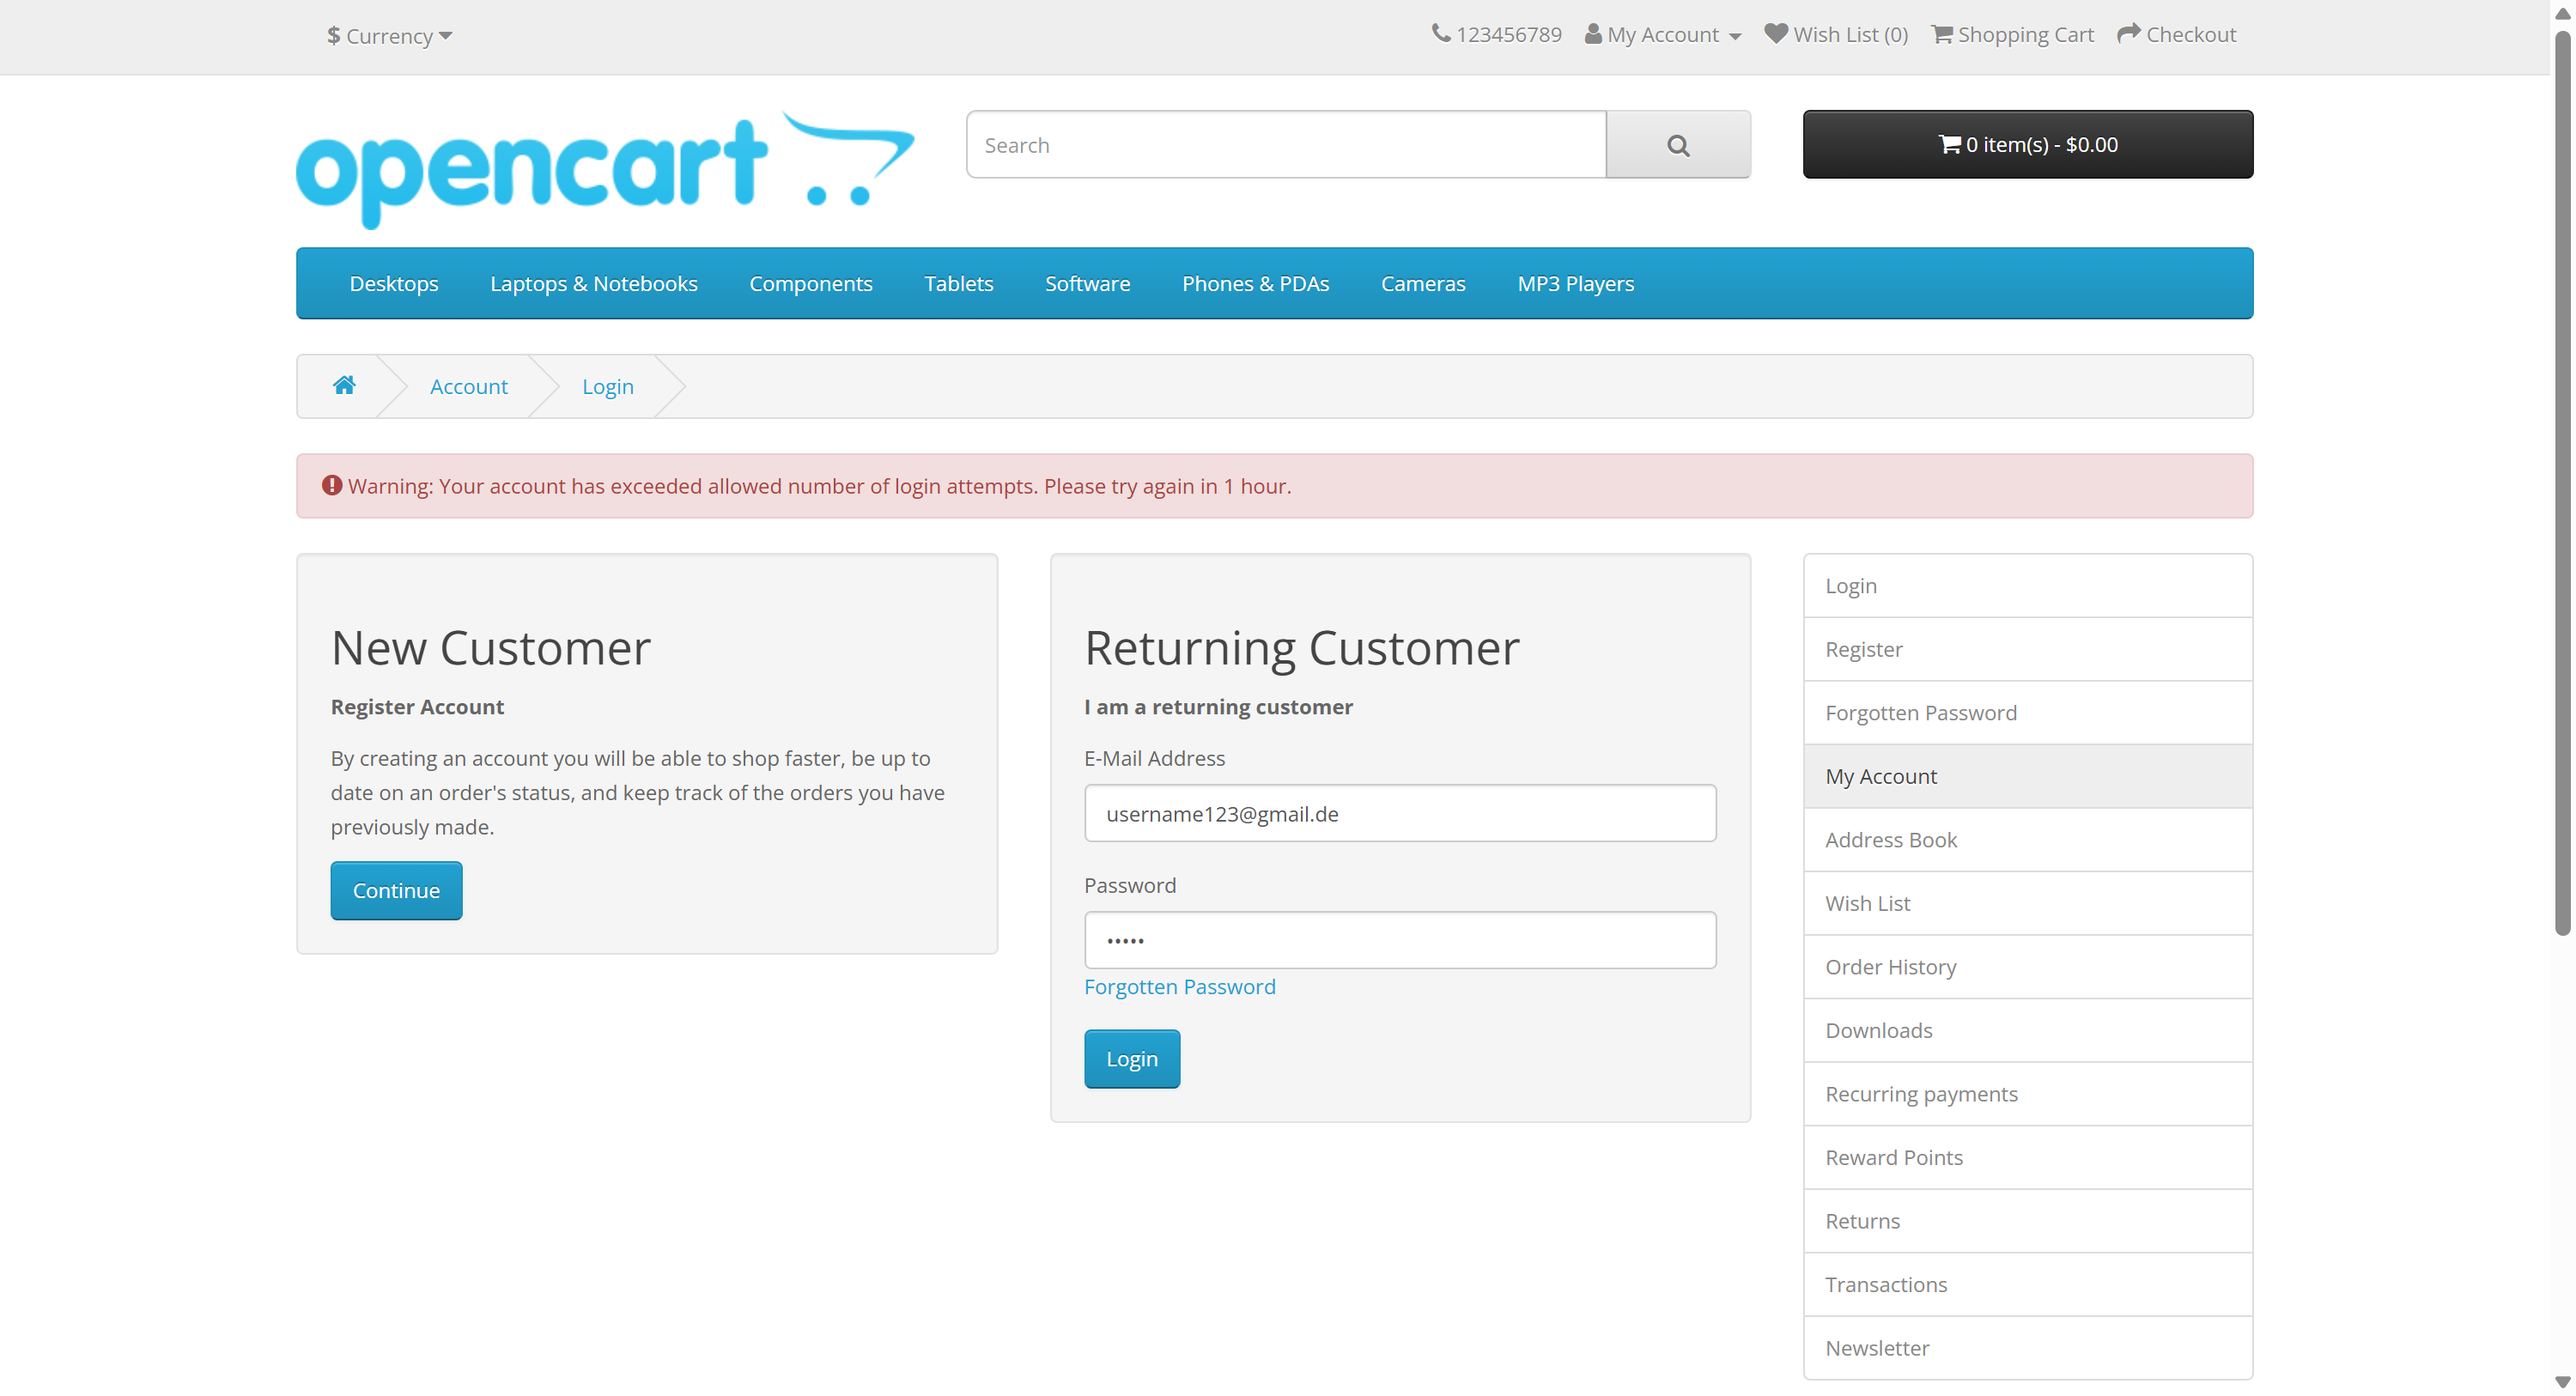 $ Currency
123456789 My Account Wish List (0) Shopping Cart Checkout
opencart
Search
0 item(s) - $0.00
Desktops Laptops & Notebooks Components Tablets Software Phones & PDAs Cameras MP3 Players
Account Login
Warning: Your account has exceeded allowed number of login attempts. Please try again in 1 hour.
New Customer
Register Account
By creating an account you will be able to shop faster, be up to
date on an order's status, and keep track of the orders you have
previously made.
Continue
Returning Customer
I am a returning customer
E-Mail Address
username123@gmail.de
Password
•••••
Forgotten Password
Login
Login
Register
Forgotten Password
My Account
Address Book
Wish List
Order History
Downloads
Recurring payments
Reward Points
Returns
Transactions
Newsletter